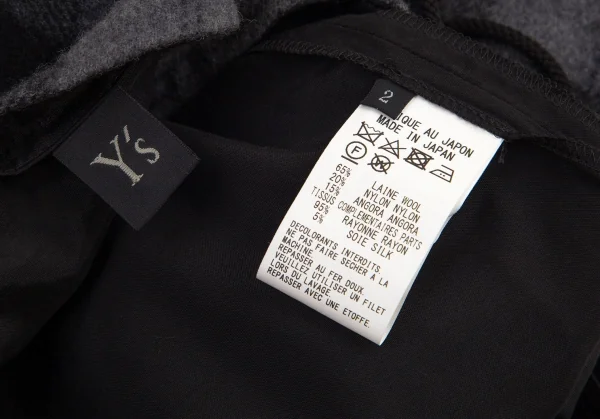 Y's
2
IQUE AU JAPON
MADE IN JAPAN
F
65% LAINE WOOL
20% NYLON NYLON
15% ANGORA ANGORA
TISSUS COMPLEMENTAIRES PARTS
95% RAYONNE RAYON
5% SOIE SILK
DECOLORANTS INTERDITS.
NE PAS FAIRE SECHER A LA
MACHINE.
REPASSER AU FER DOUX.
VEUILLEZ UTILISER UN FILET
LORS DU LAVAGE.
REPASSER AVEC UNE ETOFFE.